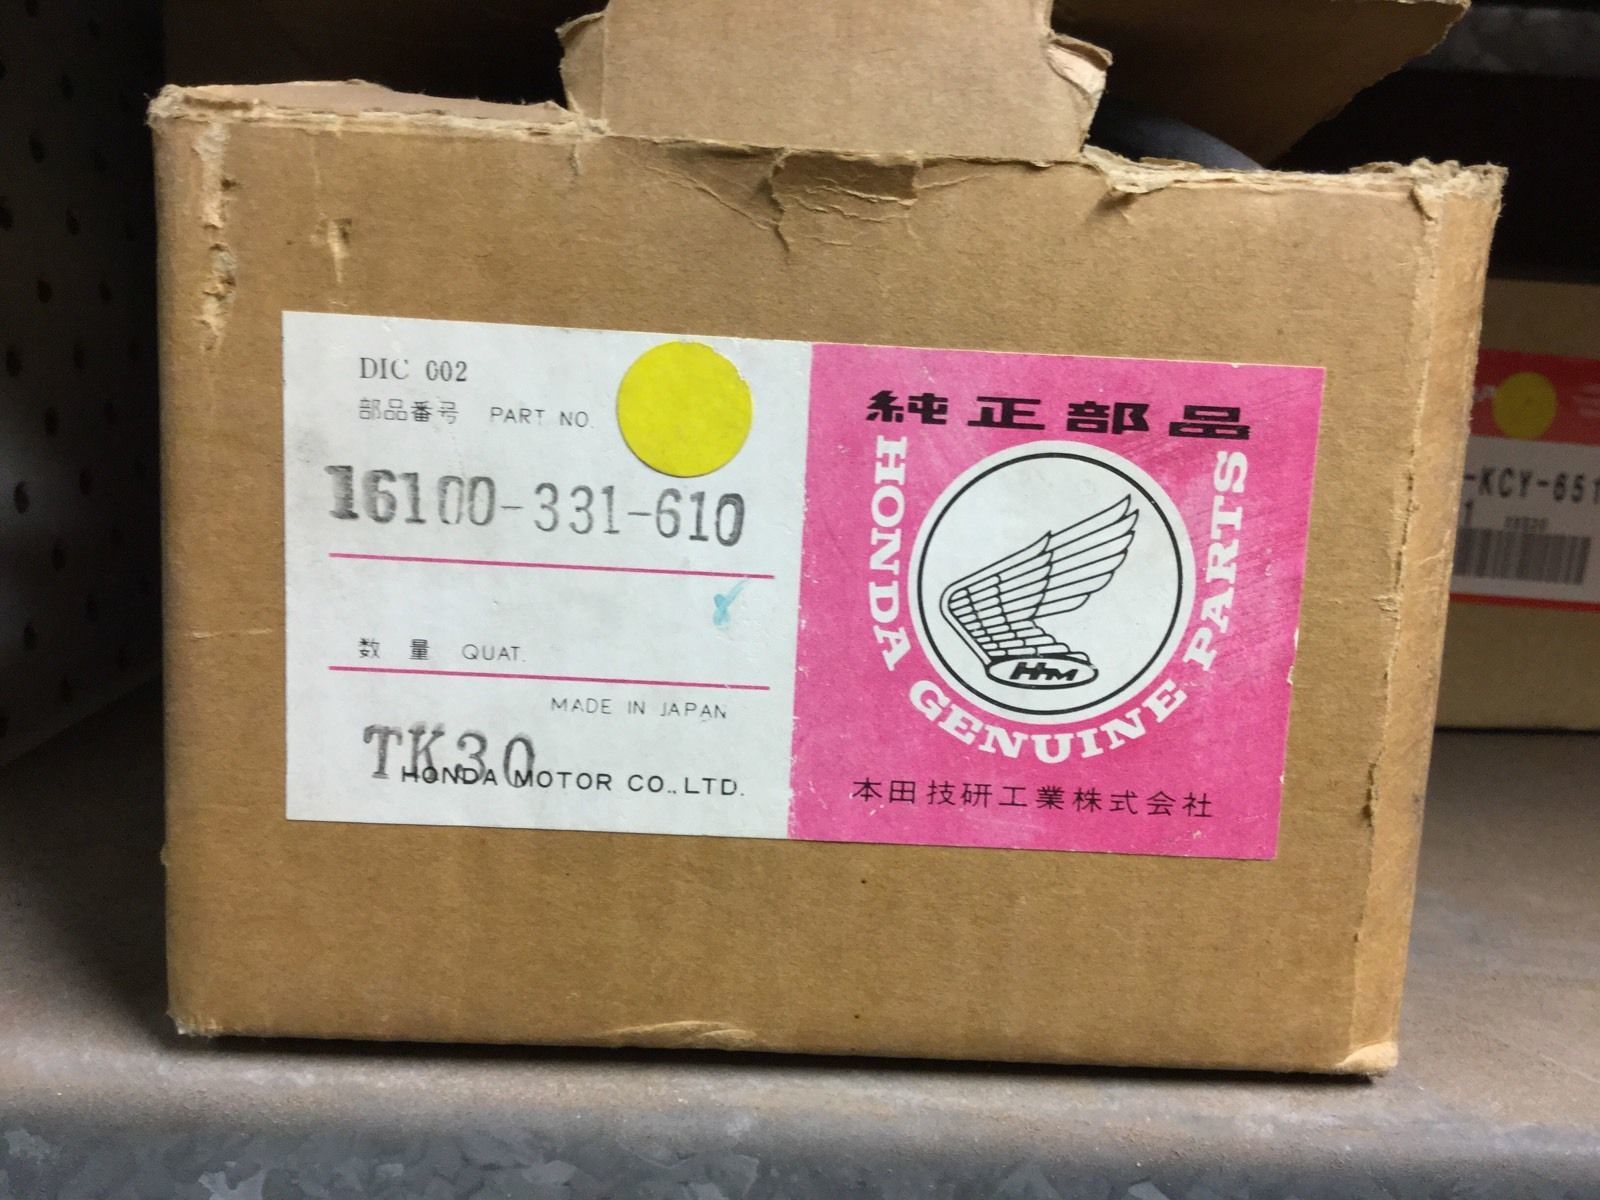 DIC 002
部品番号 PART NO.
16100-331-610
数量 QUAT.
MADE IN JAPAN
TK30
HONDA MOTOR CO., LTD.
純正部品
HONDA GENUINE PARTS
HM
本田技研工業株式会社
-KCY-651